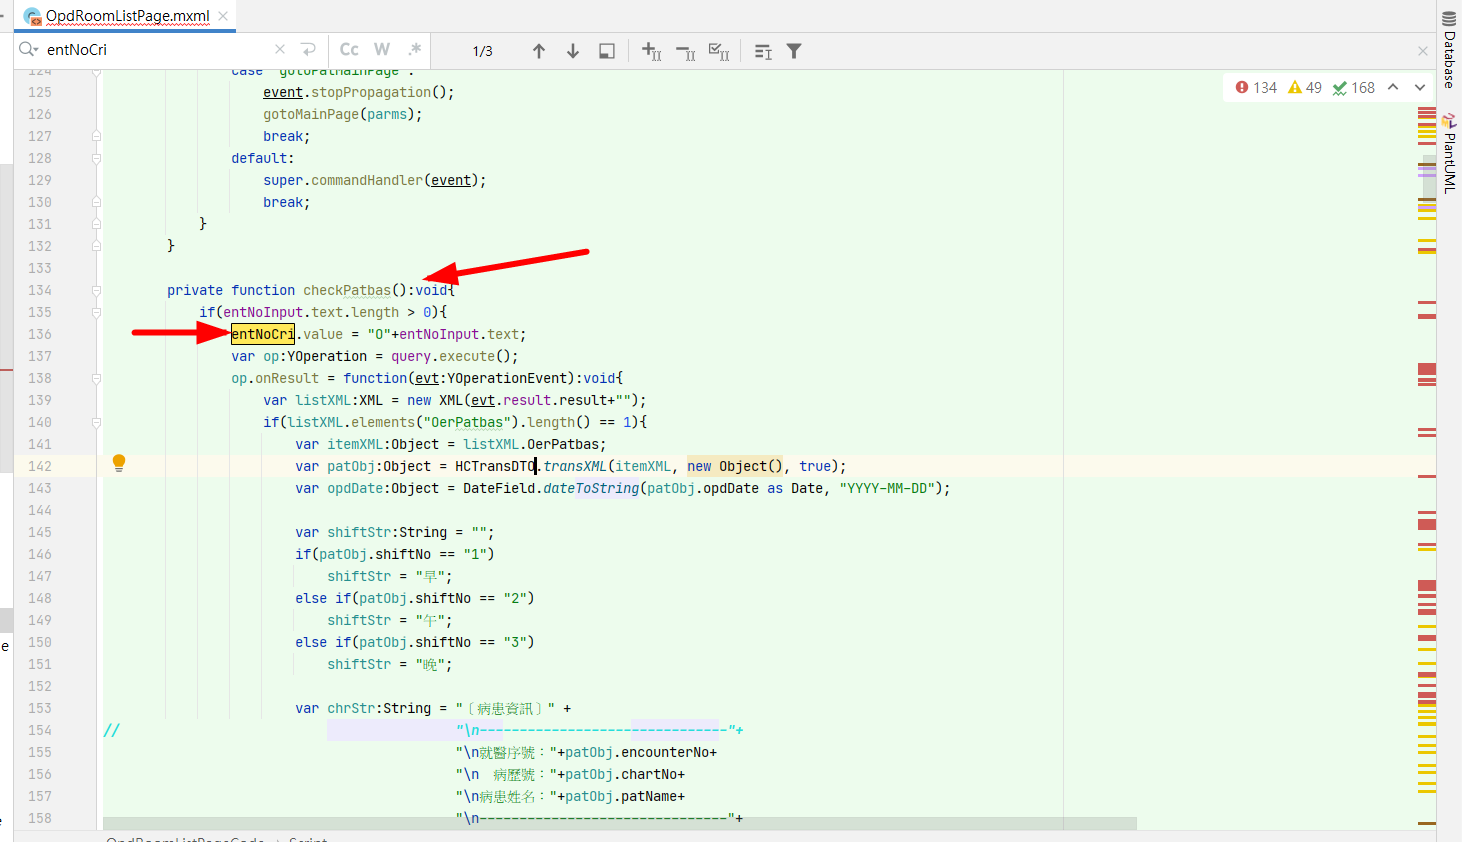 OpdRoomListPage.mxml
entNoCri
Cc W .*
1/3
134 49 168
Database
PlantUML
124 case "gotoPatMainPage":
125 event.stopPropagation();
126 gotoMainPage(parms);
127 break;
128 default:
129 super.commandHandler(event);
130 break;
131 }
132 }
133
134 private function checkPatbas():void{
135 if(entNoInput.text.length > 0){
136 entNoCri.value = "O"+entNoInput.text;
137 var op:YOperation = query.execute();
138 op.onResult = function(evt:YOperationEvent):void{
139 var listXML:XML = new XML(evt.result.result+"");
140 if(listXML.elements("OerPatbas").length() == 1){
141 var itemXML:Object = listXML.OerPatbas;
142 var patObj:Object = HCTransDTO.transXML(itemXML, new Object(), true);
143 var opdDate:Object = DateField.dateToString(patObj.opdDate as Date, "YYYY-MM-DD");
144
145 var shiftStr:String = "";
146 if(patObj.shiftNo == "1")
147 shiftStr = "早";
148 else if(patObj.shiftNo == "2")
149 shiftStr = "午";
150 else if(patObj.shiftNo == "3")
151 shiftStr = "晚";
152
153 var chrStr:String = "〔病患資訊〕" +
154 // "\n-------------------------------"+
155 "\n就醫序號："+patObj.encounterNo+
156 "\n　病歷號："+patObj.chartNo+
157 "\n病患姓名："+patObj.patName+
158 "\n-------------------------------"+
OpdRoomListPageCode › Script